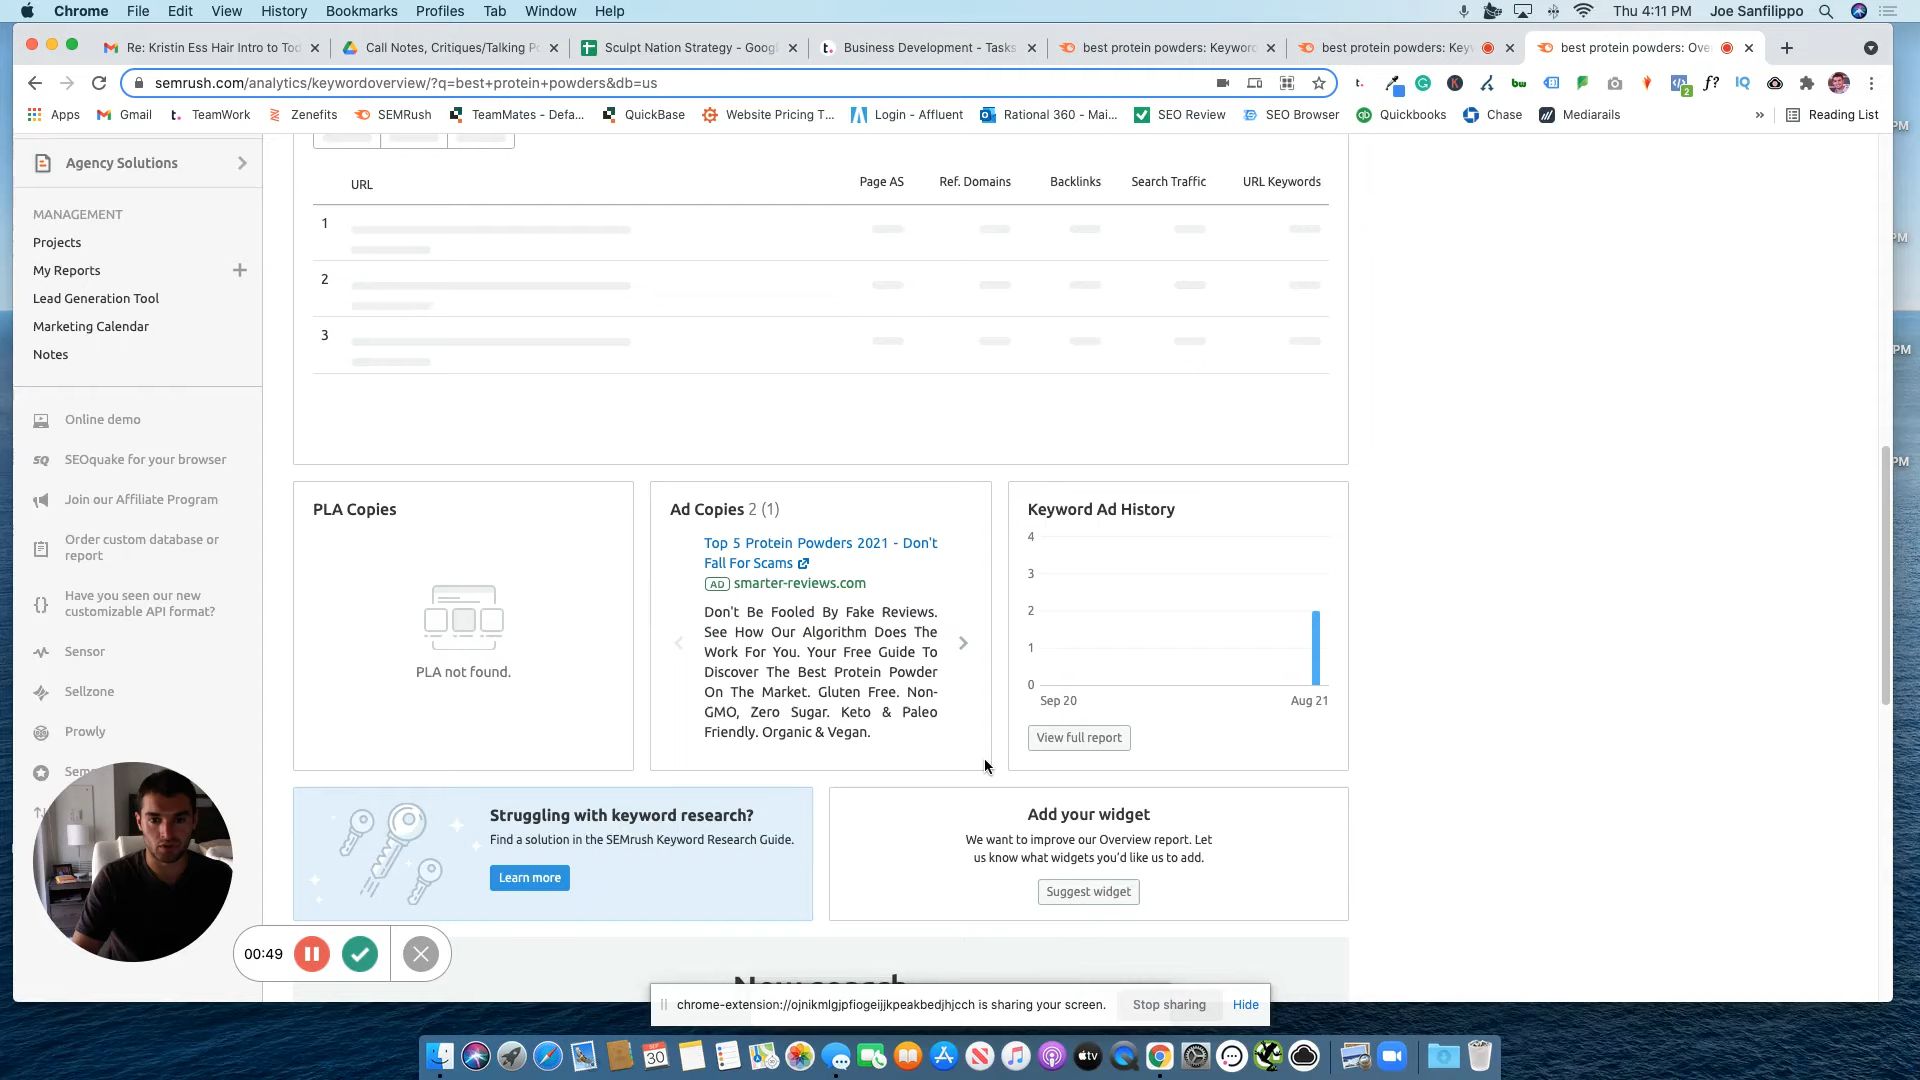 Chrome File Edit View History Bookmarks Profiles Tab Window Help
Thu 4:11 PM Joe Sanfilippo
Re: Kristin Ess Hair Intro to Tod
Call Notes, Critiques/Talking P
Sculpt Nation Strategy - Googl
Business Development - Tasks
best protein powders: Keywor
best protein powders: Key
best protein powders: Ove
semrush.com/analytics/keywordoverview/?q=best+protein+powders&db=us
Apps Gmail TeamWork Zenefits SEMRush TeamMates - Defa... QuickBase Website Pricing T... Login - Affluent Rational 360 - Mai... SEO Review SEO Browser Quickbooks Chase Mediarails » Reading List
Agency Solutions
MANAGEMENT
Projects
My Reports
Lead Generation Tool
Marketing Calendar
Notes
Online demo
SEOquake for your browser
Join our Affiliate Program
Order custom database or
report
Have you seen our new
customizable API format?
Sensor
Sellzone
Prowly
URL Page AS Ref. Domains Backlinks Search Traffic URL Keywords
1
2
3
PLA Copies
PLA not found.
Ad Copies 2 (1)
Top 5 Protein Powders 2021 - Don't
Fall For Scams
AD smarter-reviews.com
Don't Be Fooled By Fake Reviews.
See How Our Algorithm Does The
Work For You. Your Free Guide To
Discover The Best Protein Powder
On The Market. Gluten Free. Non-
GMO, Zero Sugar. Keto & Paleo
Friendly. Organic & Vegan.
Keyword Ad History
4
3
2
1
0
Sep 20 Aug 21
View full report
Struggling with keyword research?
Find a solution in the SEMrush Keyword Research Guide.
Learn more
Add your widget
We want to improve our Overview report. Let
us know what widgets you'd like us to add.
Suggest widget
00:49
New search
chrome-extension://ojnikmlgjpfiogeijjkpeakbedjhjcch is sharing your screen. Stop sharing Hide
SEP
30
tv
PM
PM
PM
PM